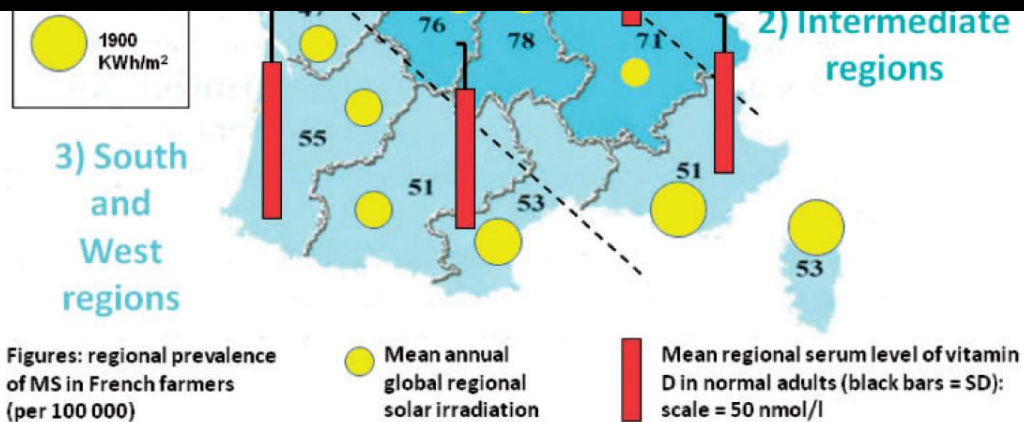 47
76
78
71
2) Intermediate
regions
1900
KWh/m²
55
3) South
and
West
regions
51
53
51
53
Figures: regional prevalence
of MS in French farmers
(per 100 000)
Mean annual
global regional
solar irradiation
Mean regional serum level of vitamin
D in normal adults (black bars = SD):
scale = 50 nmol/l